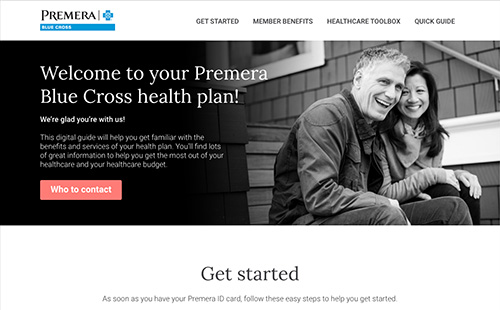 PREMERA
BLUE CROSS
GET STARTED MEMBER BENEFITS HEALTHCARE TOOLBOX QUICK GUIDE
Welcome to your Premera
Blue Cross health plan!
We're glad you're with us!
This digital guide will help you get familiar with the
benefits and services of your health plan. You'll find lots
of great information to help you get the most out of your
healthcare and your healthcare budget.
Who to contact
Get started
As soon as you have your Premera ID card, follow these easy steps to help you get started.